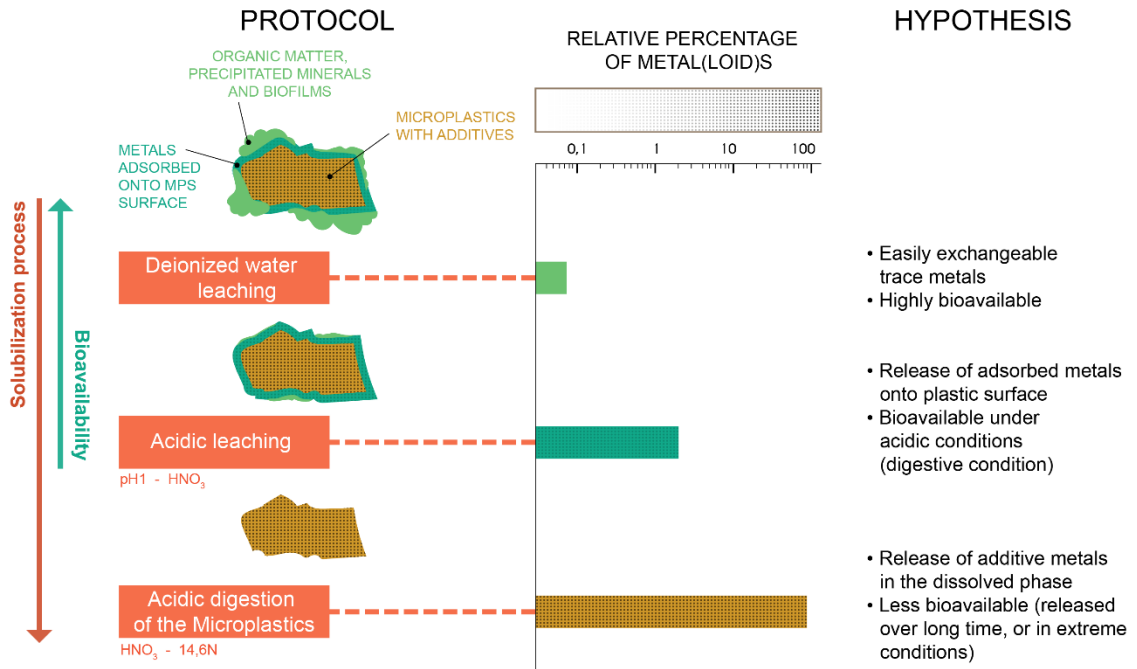 PROTOCOL
RELATIVE PERCENTAGE
OF METAL(LOID)S
HYPOTHESIS
ORGANIC MATTER,
PRECIPITATED MINERALS
AND BIOFILMS
MICROPLASTICS
WITH ADDITIVES
METALS
ADSORBED
ONTO MPS
SURFACE
0,1 1 10 100
Solubilization process
Bioavailability
Deionized water
leaching
• Easily exchangeable
trace metals
• Highly bioavailable
Acidic leaching
pH1 - HNO₃
• Release of adsorbed metals
onto plastic surface
• Bioavailable under
acidic conditions
(digestive condition)
Acidic digestion
of the Microplastics
HNO₃ - 14,6N
• Release of additive metals
in the dissolved phase
• Less bioavailable (released
over long time, or in extreme
conditions)